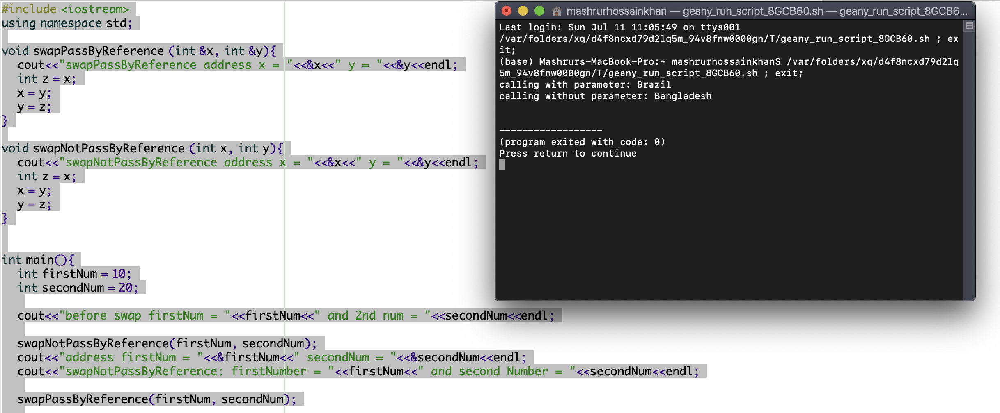 #include <iostream>
using namespace std;
void swapPassByReference (int &x, int &y){
cout<<"swapPassByReference address x = "<<&x<<" y = "<<&y<<endl;
int z = x;
x = y;
y = z;
}
void swapNotPassByReference (int x, int y){
cout<<"swapNotPassByReference address x = "<<&x<<" y = "<<&y<<endl;
int z = x;
x = y;
y = z;
}
int main(){
int firstNum = 10;
int secondNum = 20;
cout<<"before swap firstNum = "<<firstNum<<" and 2nd num = "<<secondNum<<endl;
swapNotPassByReference(firstNum, secondNum);
cout<<"address firstNum = "<<&firstNum<<" secondNum = "<<&secondNum<<endl;
cout<<"swapNotPassByReference: firstNumber = "<<firstNum<<" and second Number = "<<secondNum<<endl;
swapPassByReference(firstNum, secondNum);
mashrurhossainkhan — geany_run_script_8GCB60.sh — geany_run_script_8GCB6...
Last login: Sun Jul 11 11:05:49 on ttys001
/var/folders/xq/d4f8ncxd79d2lq5m_94v8fnw0000gn/T/geany_run_script_8GCB60.sh ; ex
it;
(base) Mashrurs-MacBook-Pro:~ mashrurhossainkhan$ /var/folders/xq/d4f8ncxd79d2lq
5m_94v8fnw0000gn/T/geany_run_script_8GCB60.sh ; exit;
calling with parameter: Brazil
calling without parameter: Bangladesh
------------------
(program exited with code: 0)
Press return to continue